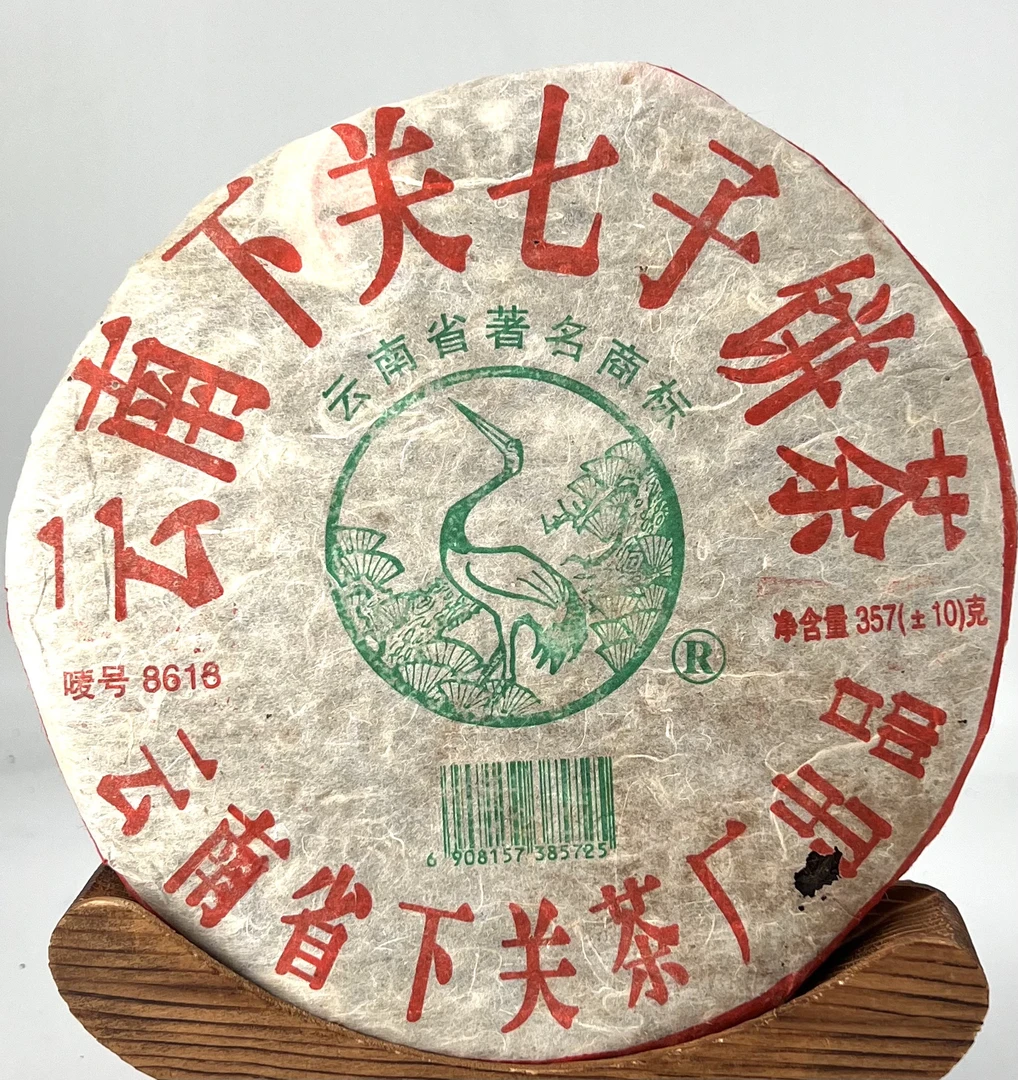 云南下关七子饼茶
云南省著名商标
净含量 357(±10)克
唛号 8618
®
6 908157 385725
云南省下关茶厂出品